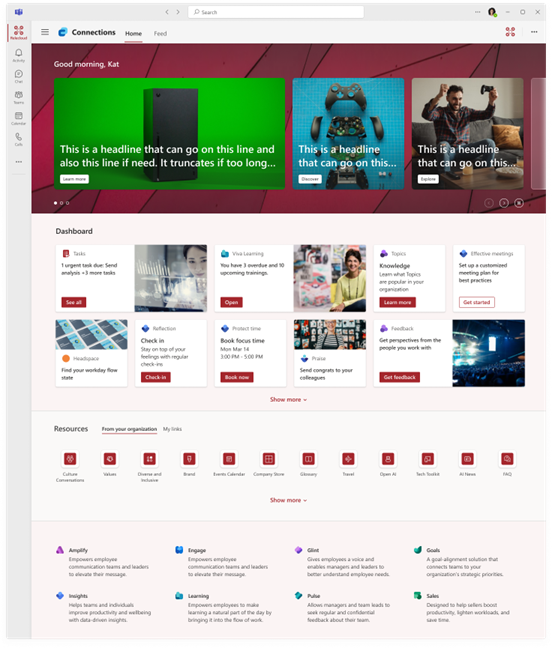 Search
Relecloud
Activity
Chat
Teams
Calendar
Calls
Connections
Home
Feed
Good morning, Kat
This is a headline that can go on this line and
also this line if need. It truncates if too long...
Learn more
This is a headline
that can go on this...
Discover
This is a headline
that can go on this...
Explore
Dashboard
Tasks
1 urgent task due: Send
analysis +3 more tasks
See all
Viva Learning
You have 3 overdue and 10
upcoming trainings.
Open
Topics
Knowledge
Learn what Topics
are popular in your
organization
Learn more
Effective meetings
Set up a customized
meeting plan for
best practices
Get started
Headspace
Find your workday flow
state
Reflection
Check in
Stay on top of your
feelings with regular
check-ins
Check-in
Protect time
Book focus time
Mon Mar 14
3:00 PM - 5:00 PM
Book now
Praise
Send congrats to your
colleagues
Feedback
Get perspectives from the
people you work with
Get feedback
Show more
Resources
From your organization
My links
Culture
Conversations
Values
Diverse and
Inclusive
Brand
Events Calendar
Company Store
Glossary
Travel
Open AI
Tech Toolkit
AI News
FAQ
Show more
Amplify
Empowers employee
communication teams and leaders
to elevate their message.
Engage
Empowers employee
communication teams and leaders
to elevate their message.
Glint
Gives employees a voice and
enables managers and leaders to
better understand employee needs.
Goals
A goal-alignment solution that
connects teams to your
organization's strategic priorities.
Insights
Helps teams and individuals
improve productivity and wellbeing
with data-driven insights.
Learning
Empowers employees to make
learning a natural part of the day by
bringing it into the flow of work.
Pulse
Allows managers and team leads to
seek regular and confidential
feedback about their team.
Sales
Designed to help sellers boost
productivity, lighten workloads, and
save time.